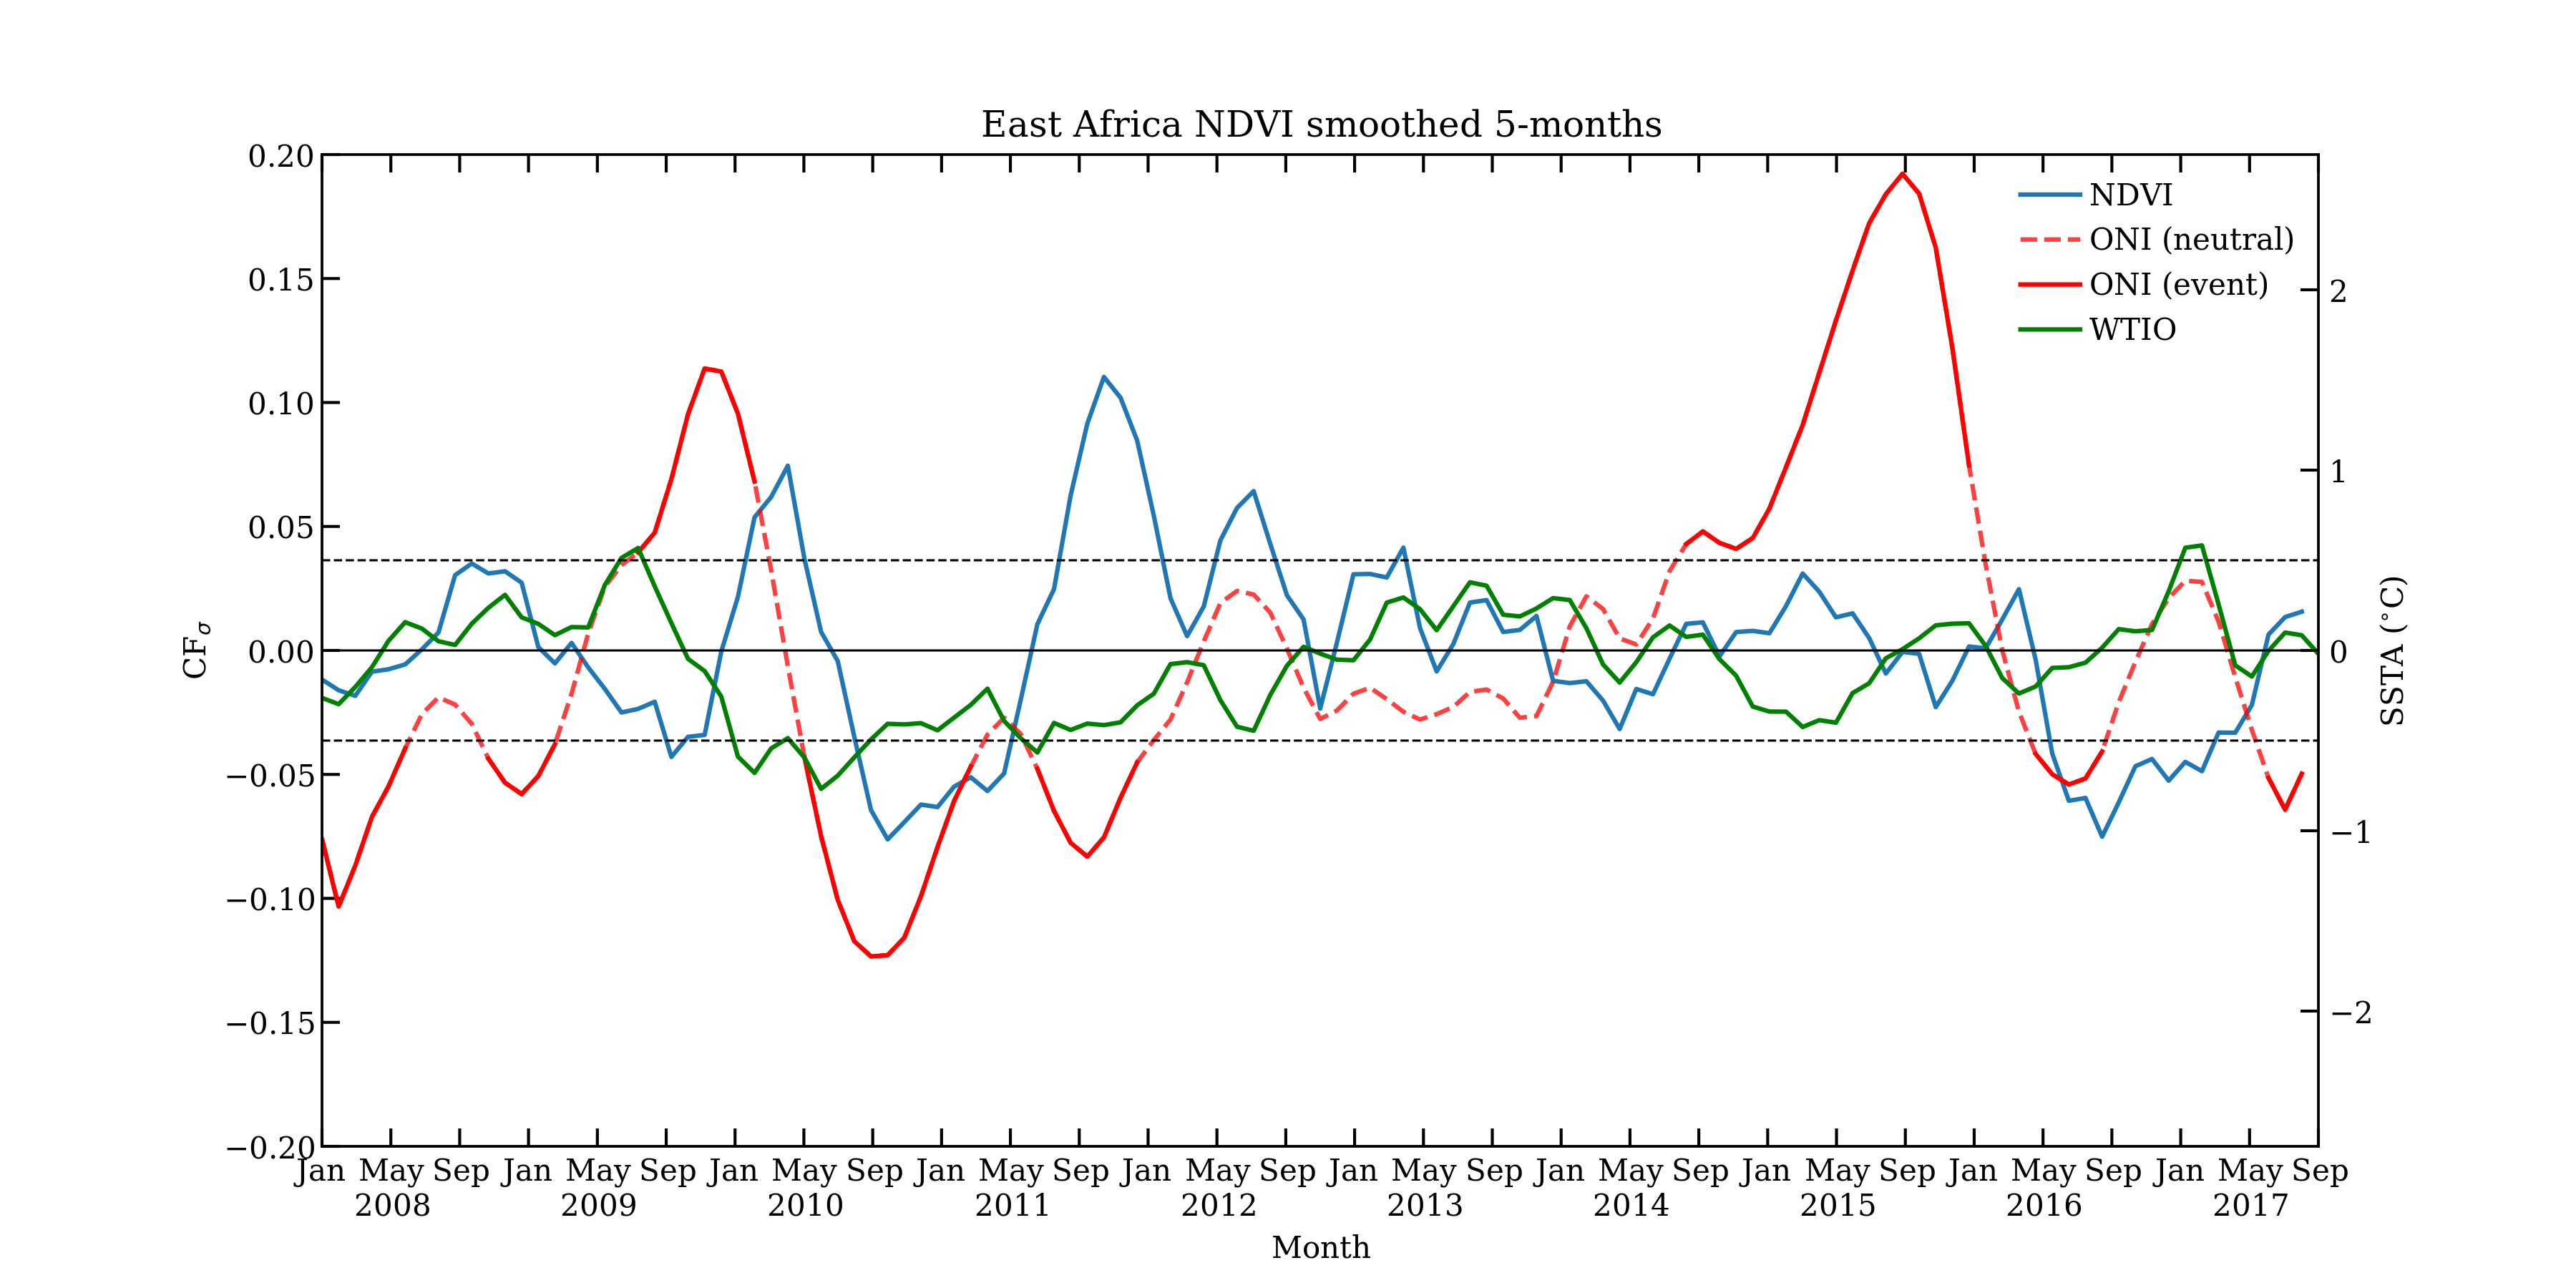 East Africa NDVI smoothed 5-months
0.20
0.15
0.10
0.05
0.00
−0.05
−0.10
−0.15
−0.20
CFσ
NDVI
ONI (neutral)
ONI (event)
WTIO
2
1
0
−1
−2
SSTA (°C)
Jan May Sep Jan May Sep Jan May Sep Jan May Sep Jan May Sep Jan May Sep Jan May Sep Jan May Sep Jan May Sep Jan May Sep
2008 2009 2010 2011 2012 2013 2014 2015 2016 2017
Month